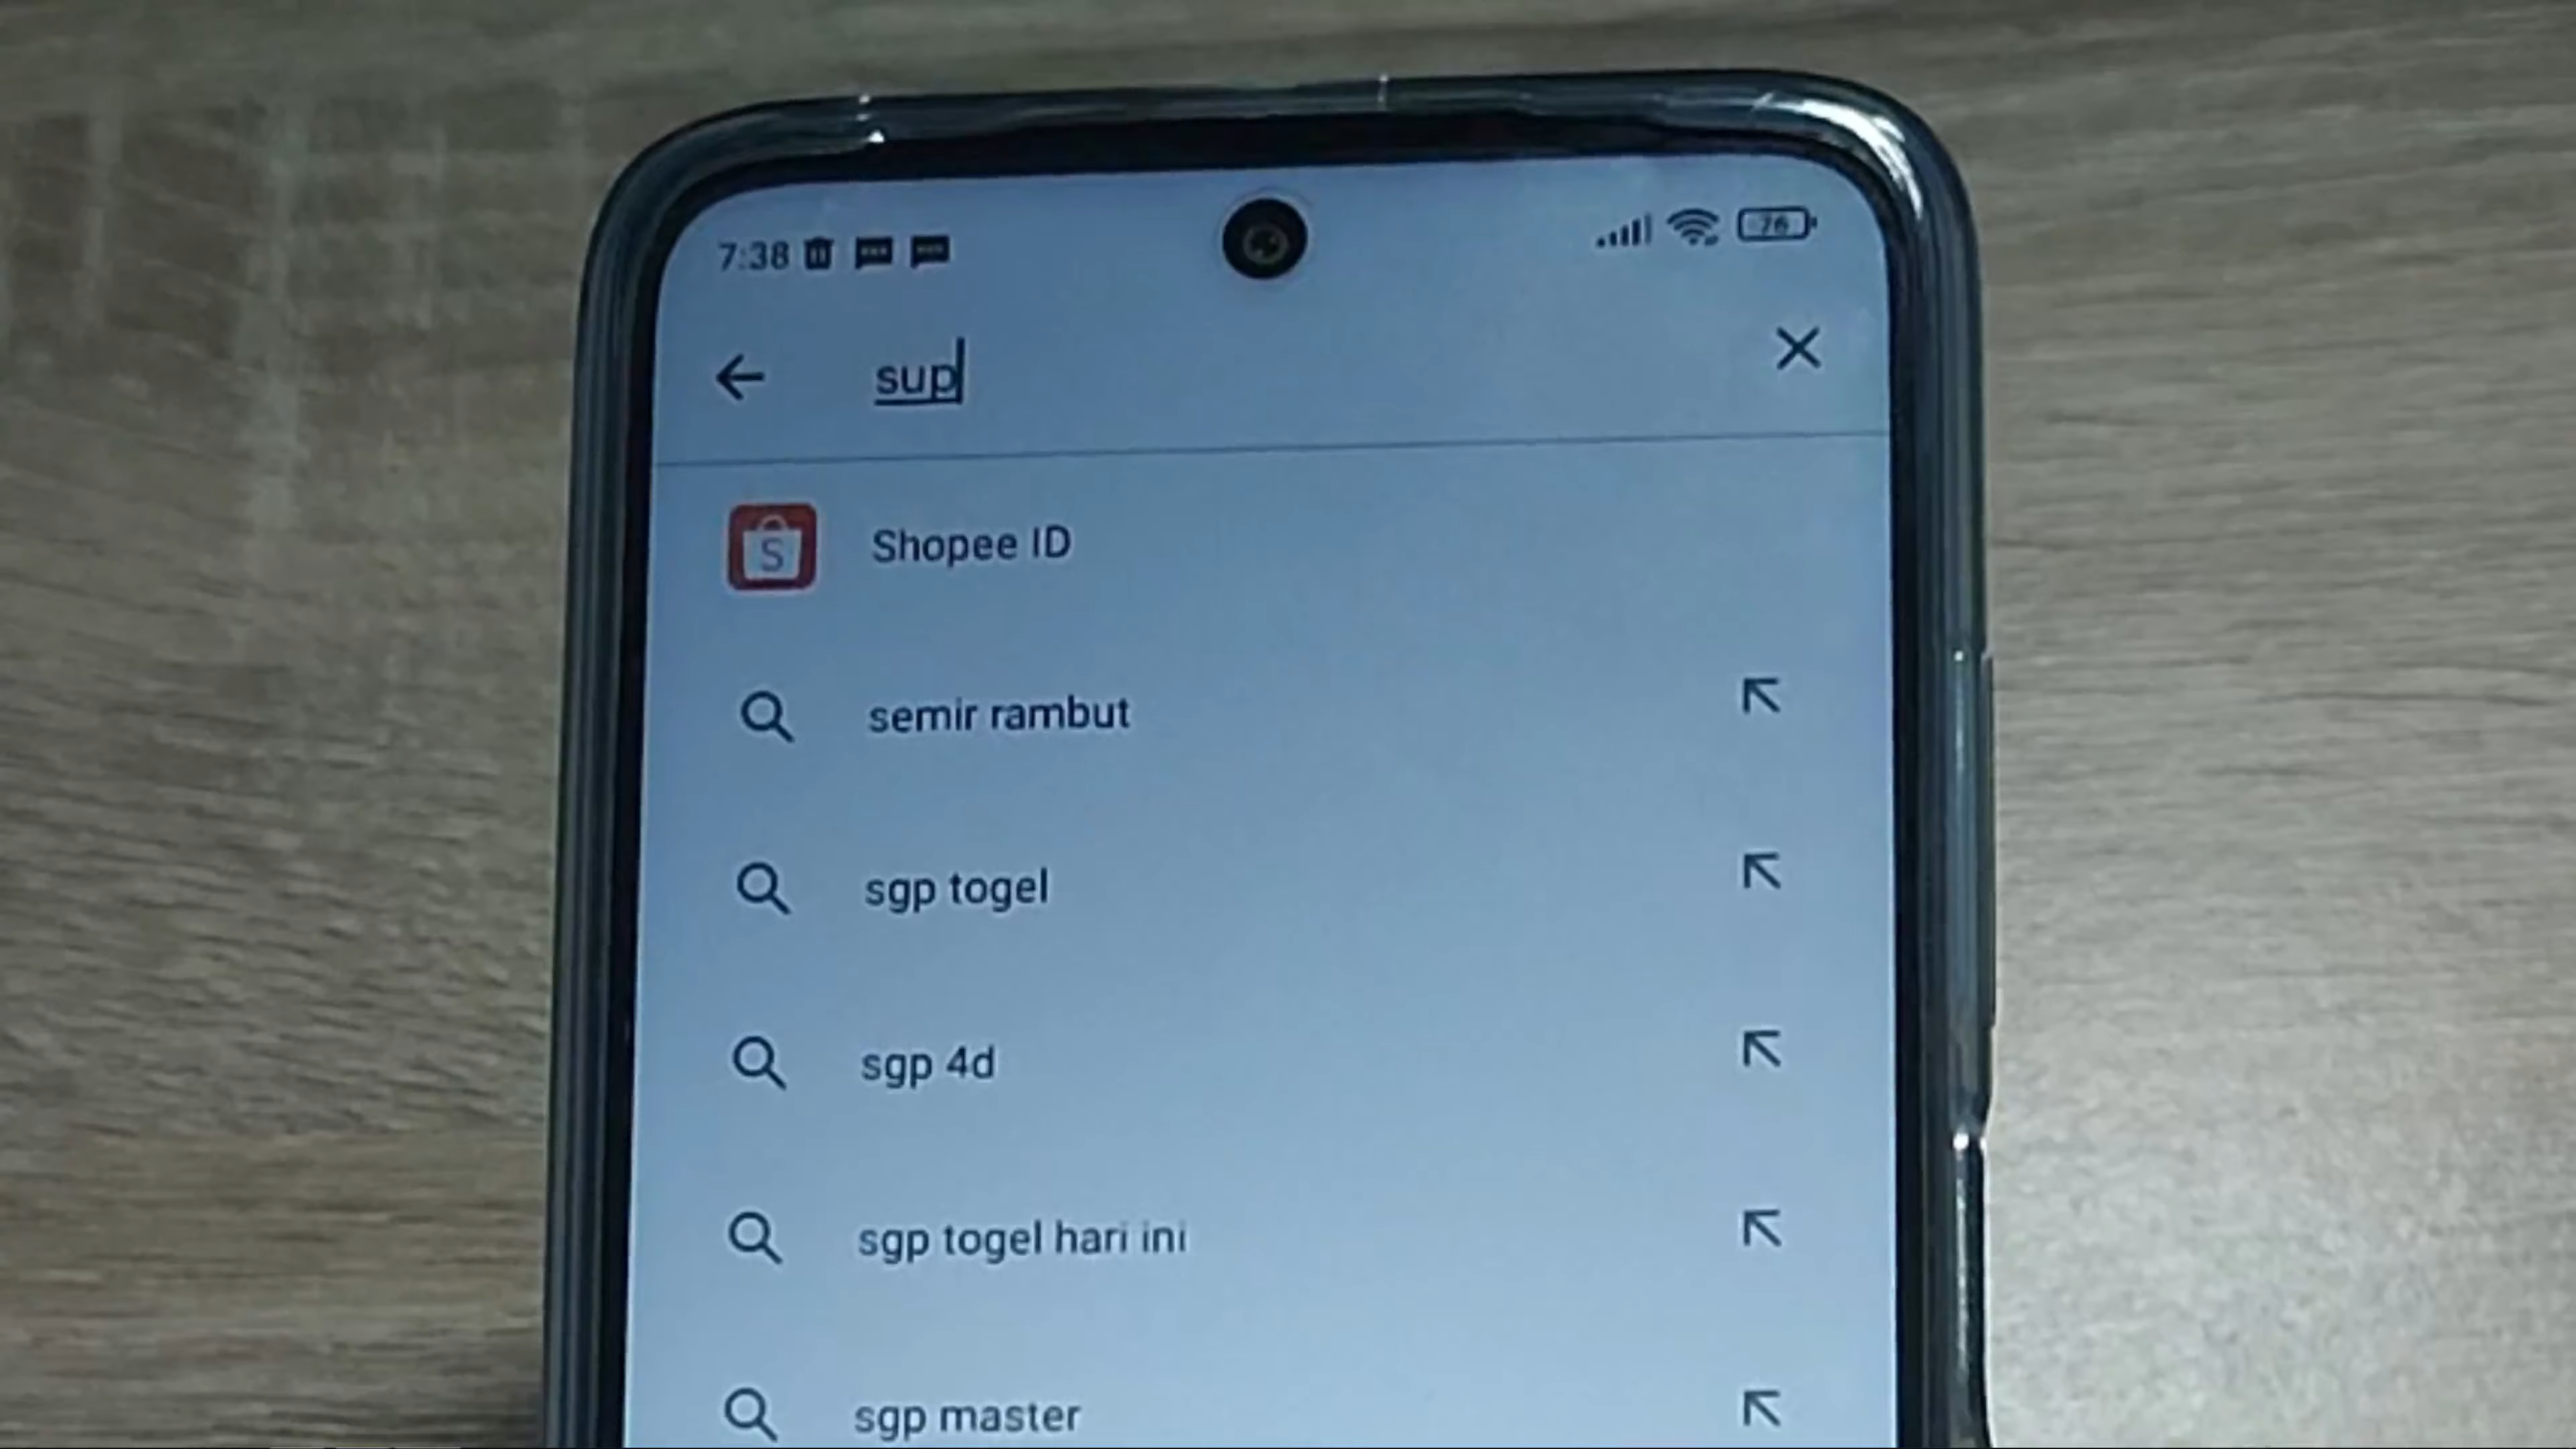 7:38 76
sup
S Shopee ID
semir rambut
sgp togel
sgp 4d
sgp togel hari ini
sgp master